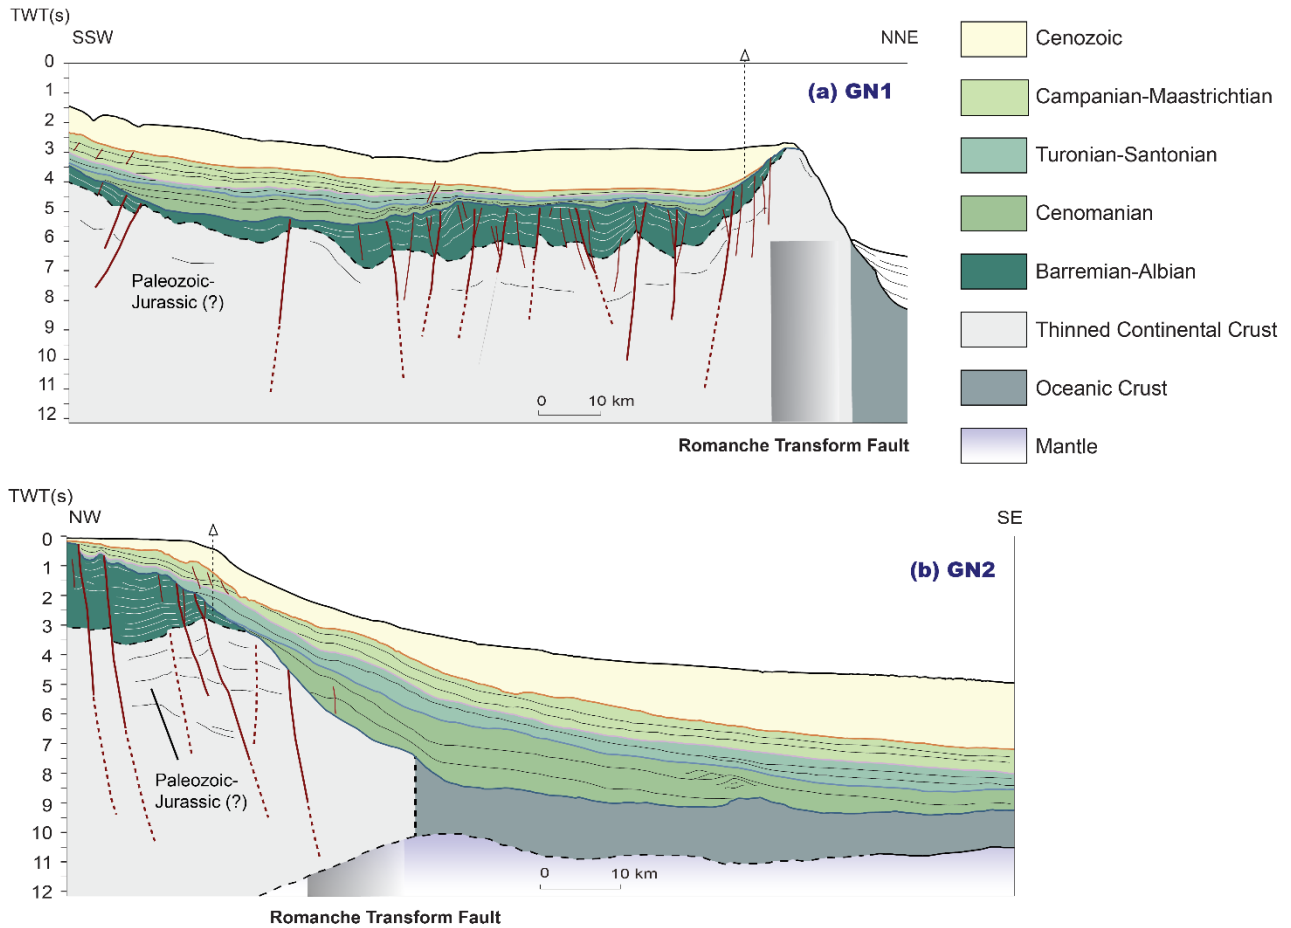 TWT(s)
SSW
NNE
(a) GN1
0
1
2
3
4
5
6
7
8
9
10
11
12
Paleozoic-
Jurassic (?)
0 10 km
Romanche Transform Fault
Cenozoic
Campanian-Maastrichtian
Turonian-Santonian
Cenomanian
Barremian-Albian
Thinned Continental Crust
Oceanic Crust
Mantle
TWT(s)
NW
SE
(b) GN2
0
1
2
3
4
5
6
7
8
9
10
11
12
Paleozoic-
Jurassic (?)
0 10 km
Romanche Transform Fault